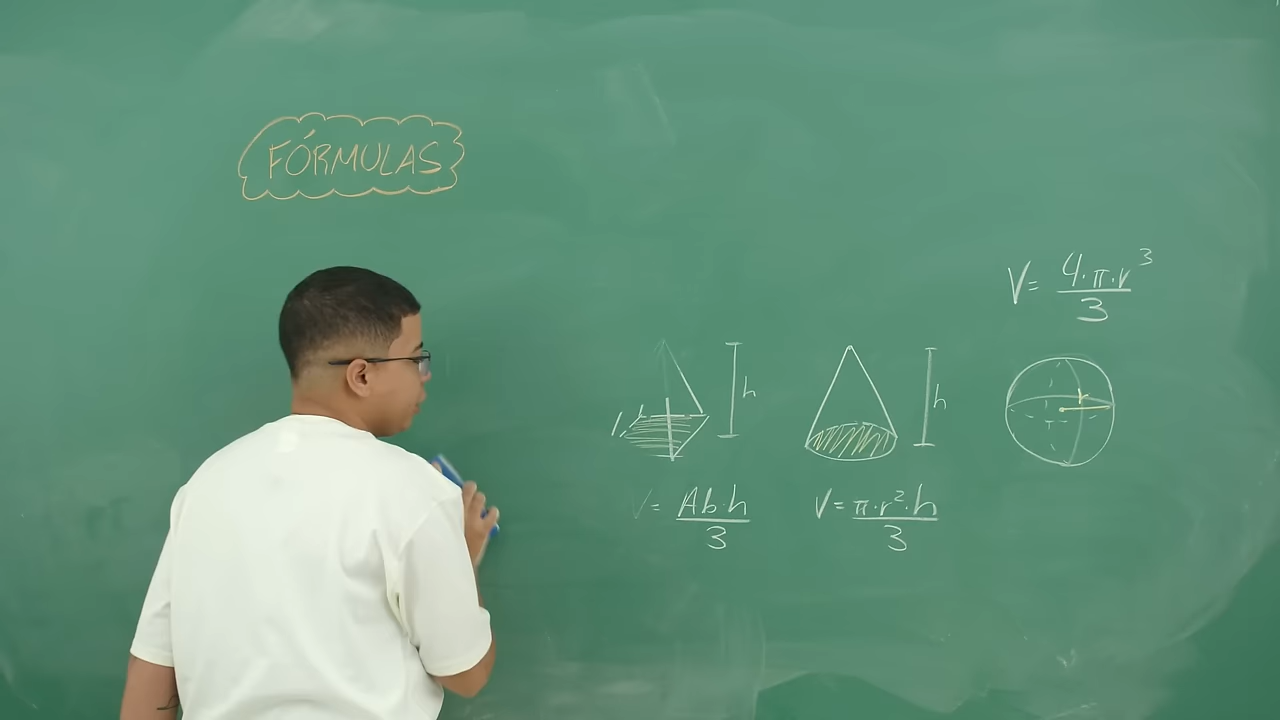 FÓRMULAS
V= 4·π·r³/3
h
h
r
V= Ab·h/3
V= π·r²·h/3